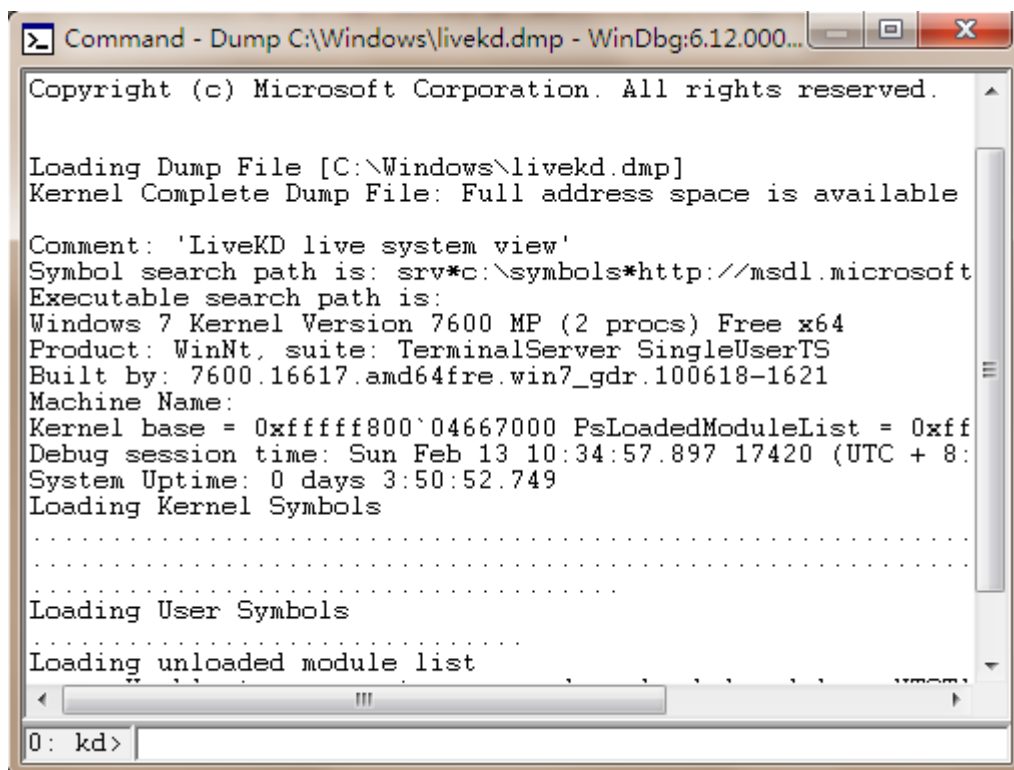 Command - Dump C:\Windows\livekd.dmp - WinDbg:6.12.000...
Copyright (c) Microsoft Corporation. All rights reserved.
Loading Dump File [C:\Windows\livekd.dmp]
Kernel Complete Dump File: Full address space is available
Comment: 'LiveKD live system view'
Symbol search path is: srv*c:\symbols*http://msdl.microsoft
Executable search path is:
Windows 7 Kernel Version 7600 MP (2 procs) Free x64
Product: WinNt, suite: TerminalServer SingleUserTS
Built by: 7600.16617.amd64fre.win7_gdr.100618-1621
Machine Name:
Kernel base = 0xfffff800`04667000 PsLoadedModuleList = 0xff
Debug session time: Sun Feb 13 10:34:57.897 17420 (UTC + 8:
System Uptime: 0 days 3:50:52.749
Loading Kernel Symbols
...............................................................
...............................................................
.......................................
Loading User Symbols
................................
Loading unloaded module list
0: kd>